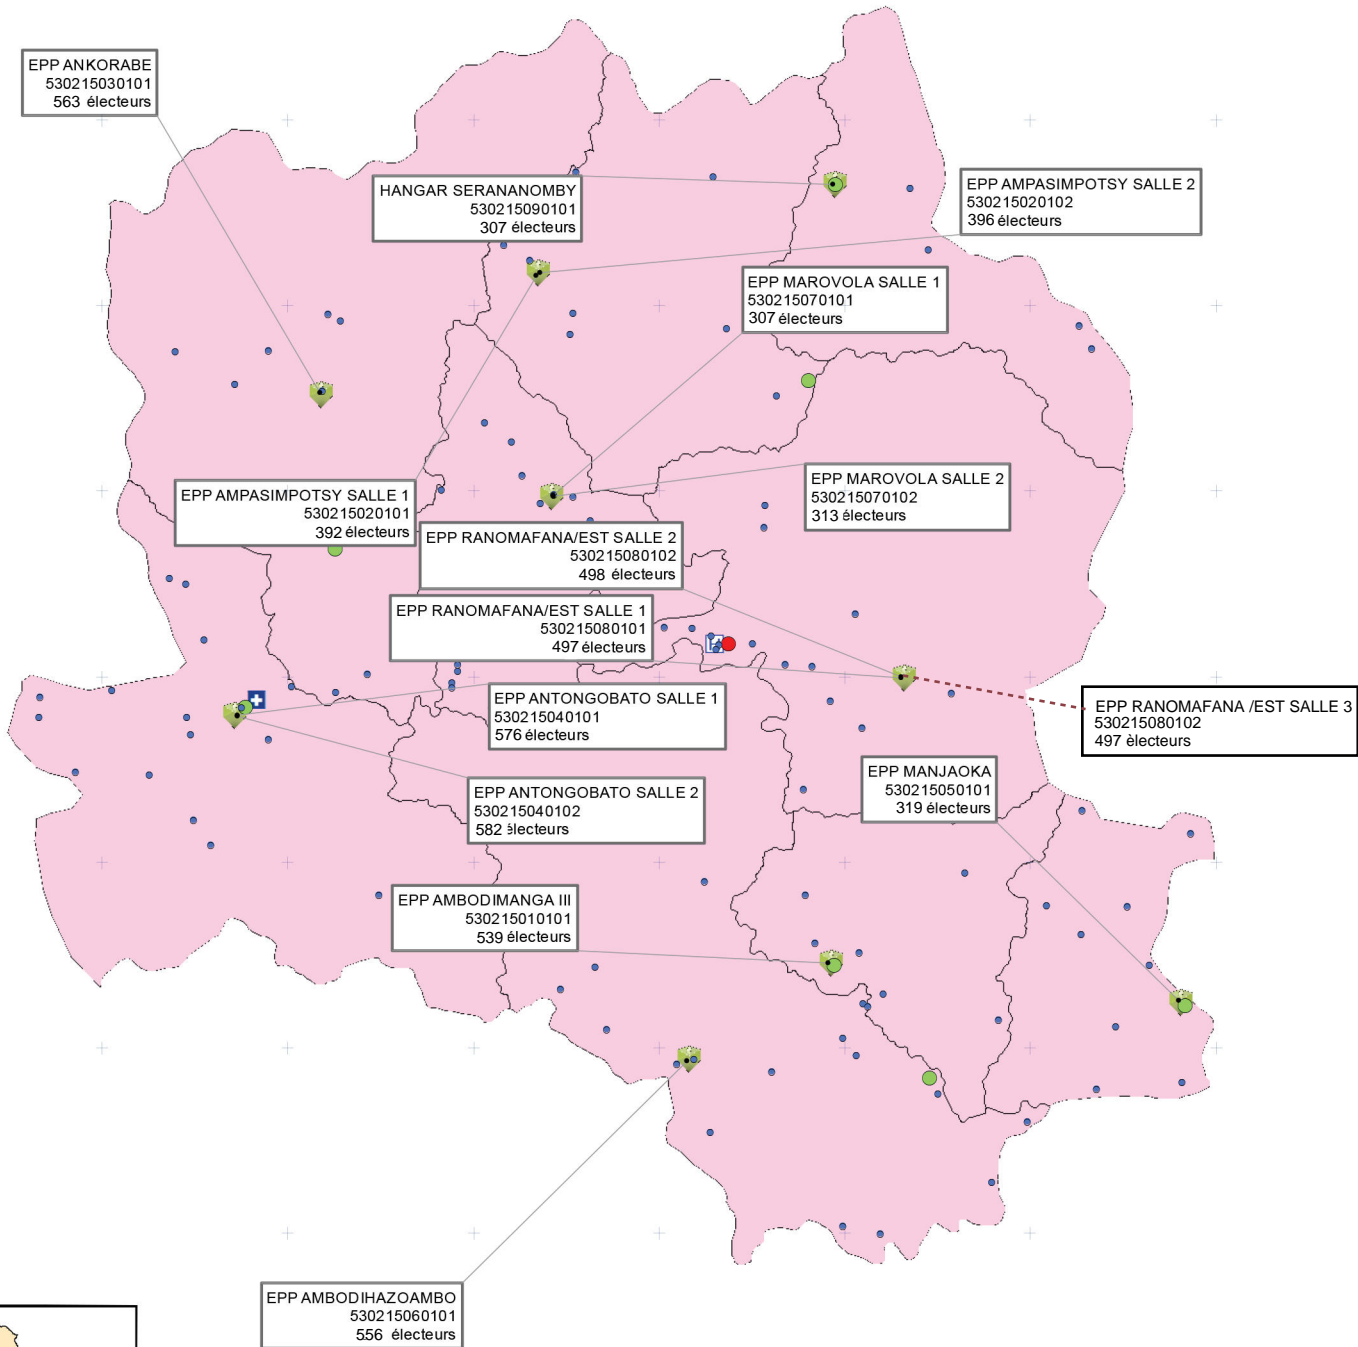 EPP ANKORABE
530215030101
563 électeurs
HANGAR SERANANOMBY
530215090101
307 électeurs
EPP AMPASIMPOTSY SALLE 2
530215020102
396 électeurs
EPP MAROVOLA SALLE 1
530215070101
307 électeurs
EPP AMPASIMPOTSY SALLE 1
530215020101
392 électeurs
EPP MAROVOLA SALLE 2
530215070102
313 électeurs
EPP RANOMAFANA/EST SALLE 2
530215080102
498 électeurs
EPP RANOMAFANA/EST SALLE 1
530215080101
497 électeurs
EPP ANTONGOBATO SALLE 1
530215040101
576 électeurs
EPP RANOMAFANA /EST SALLE 3
530215080102
497 èlecteurs
EPP MANJAOKA
530215050101
319 électeurs
EPP ANTONGOBATO SALLE 2
530215040102
582 électeurs
EPP AMBODIMANGA III
530215010101
539 électeurs
EPP AMBODIHAZOAMBO
530215060101
556 électeurs